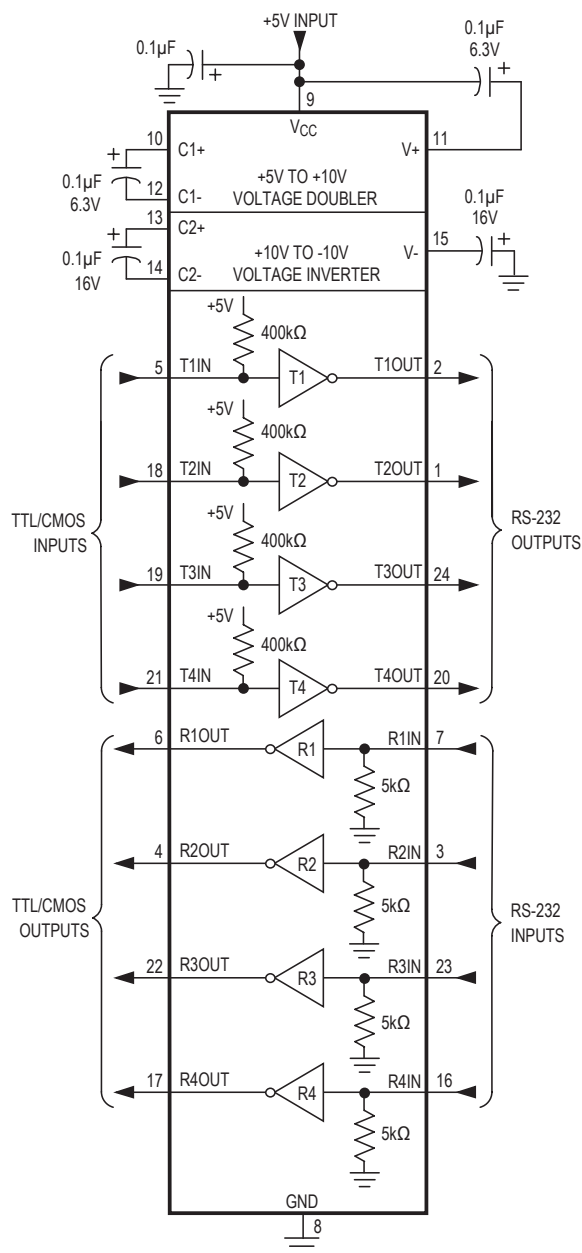 +5V INPUT
0.1µF
+
0.1µF
6.3V
+
9
VCC
10
C1+
V+
11
+
0.1µF
6.3V
+5V TO +10V
VOLTAGE DOUBLER
12
C1-
13
C2+
+
0.1µF
16V
+10V TO -10V
VOLTAGE INVERTER
14
C2-
V-
15
0.1µF
16V
+
+5V
400kΩ
5
T1IN
T1
T1OUT
2
+5V
400kΩ
18
T2IN
T2
T2OUT
1
TTL/CMOS
INPUTS
RS-232
OUTPUTS
+5V
400kΩ
19
T3IN
T3
T3OUT
24
+5V
400kΩ
21
T4IN
T4
T4OUT
20
6
R1OUT
R1
R1IN
7
5kΩ
4
R2OUT
R2
R2IN
3
5kΩ
TTL/CMOS
OUTPUTS
RS-232
INPUTS
22
R3OUT
R3
R3IN
23
5kΩ
17
R4OUT
R4
R4IN
16
5kΩ
GND
8